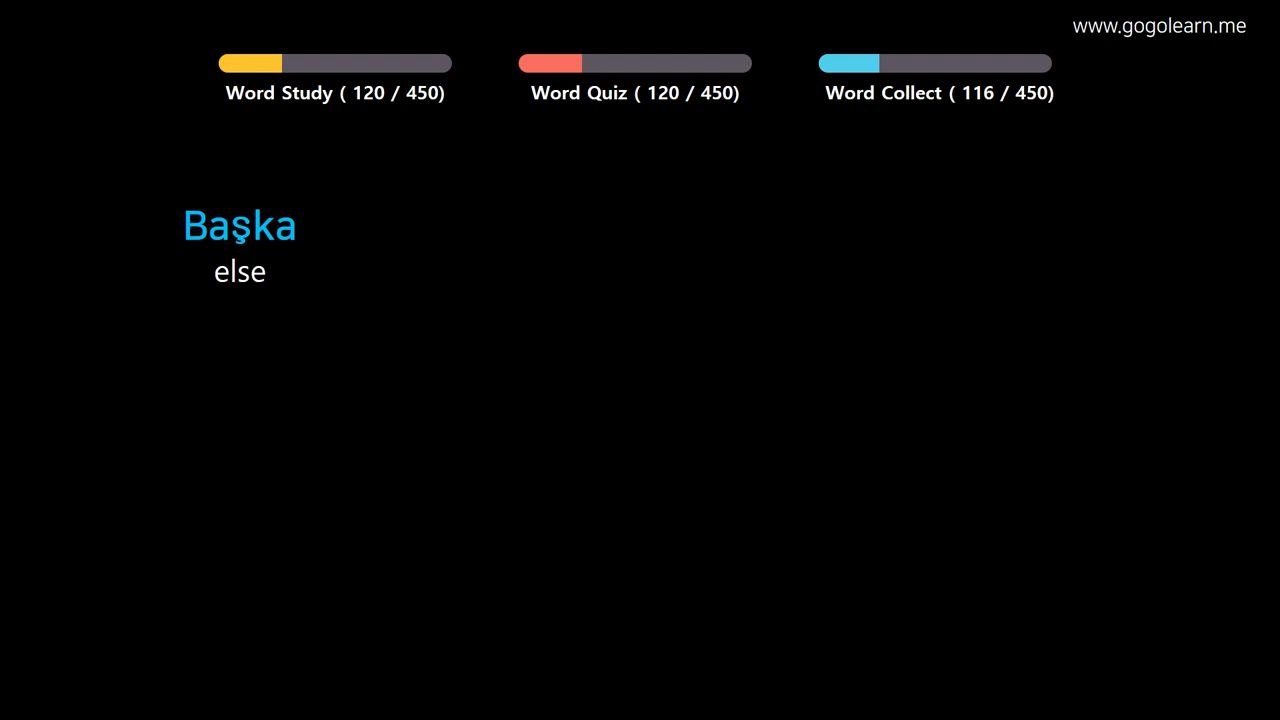 www.gogolearn.me
Word Study ( 120 / 450)
Word Quiz ( 120 / 450)
Word Collect ( 116 / 450)
Başka
else